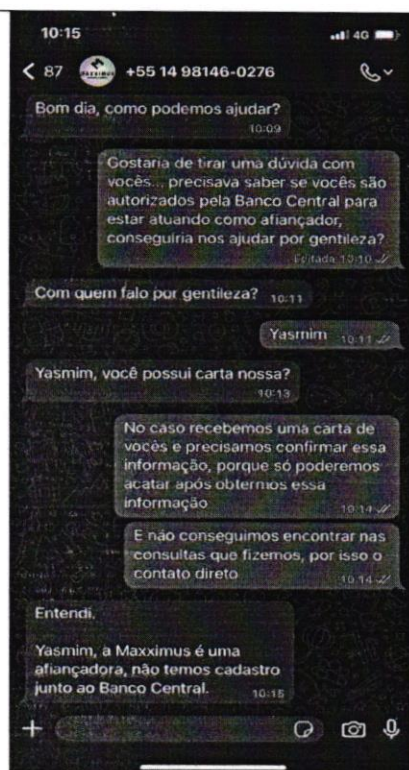 10:15
4G
87
MAXXIMUS
+55 14 98146-0276
Bom dia, como podemos ajudar?
10:09
Gostaria de tirar uma dúvida com
vocês... precisava saber se vocês são
autorizados pela Banco Central para
estar atuando como afiançador,
conseguiria nos ajudar por gentileza?
Editada 10:10
Com quem falo por gentileza? 10:11
Yasmim 10:11
Yasmim, você possui carta nossa?
10:13
No caso recebemos uma carta de
vocês e precisamos confirmar essa
informação, porque só poderemos
acatar após obtermos essa
informação
10:14
E não conseguimos encontrar nas
consultas que fizemos, por isso o
contato direto
10:14
Entendi.
Yasmim, a Maxximus é uma
afiançadora, não temos cadastro
junto ao Banco Central.
10:15